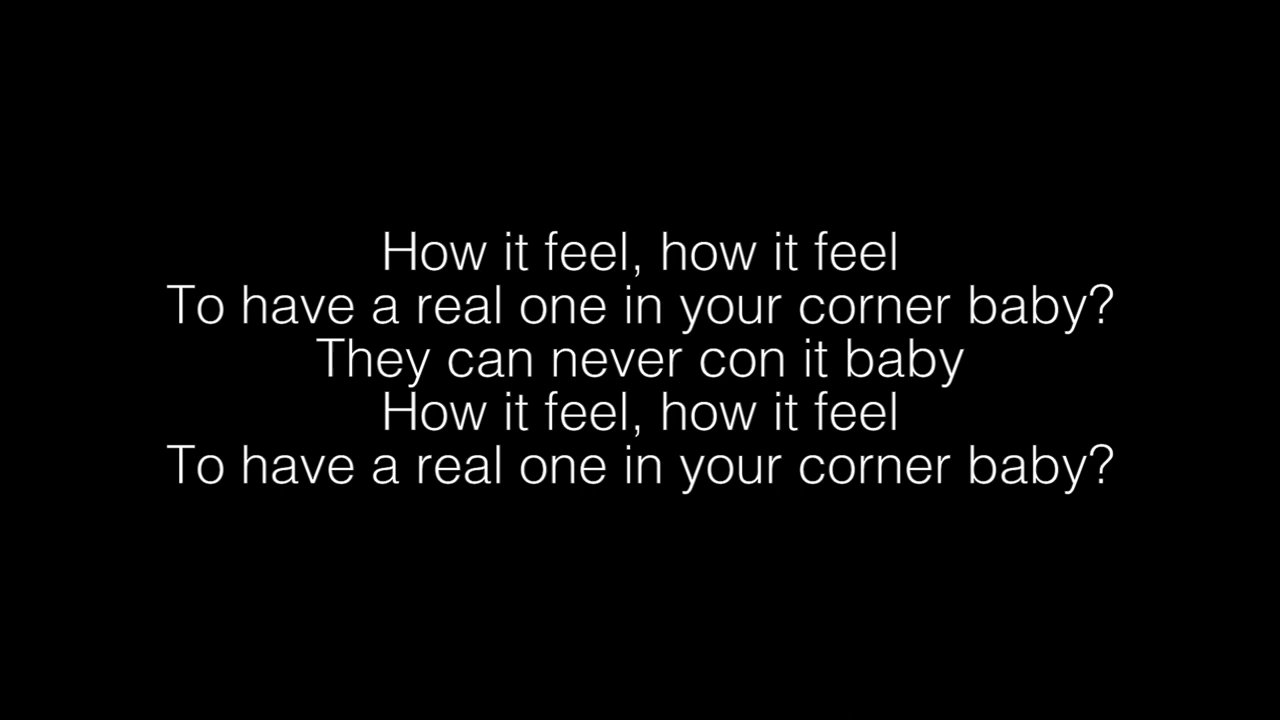 How it feel, how it feel
To have a real one in your corner baby?
They can never con it baby
How it feel, how it feel
To have a real one in your corner baby?